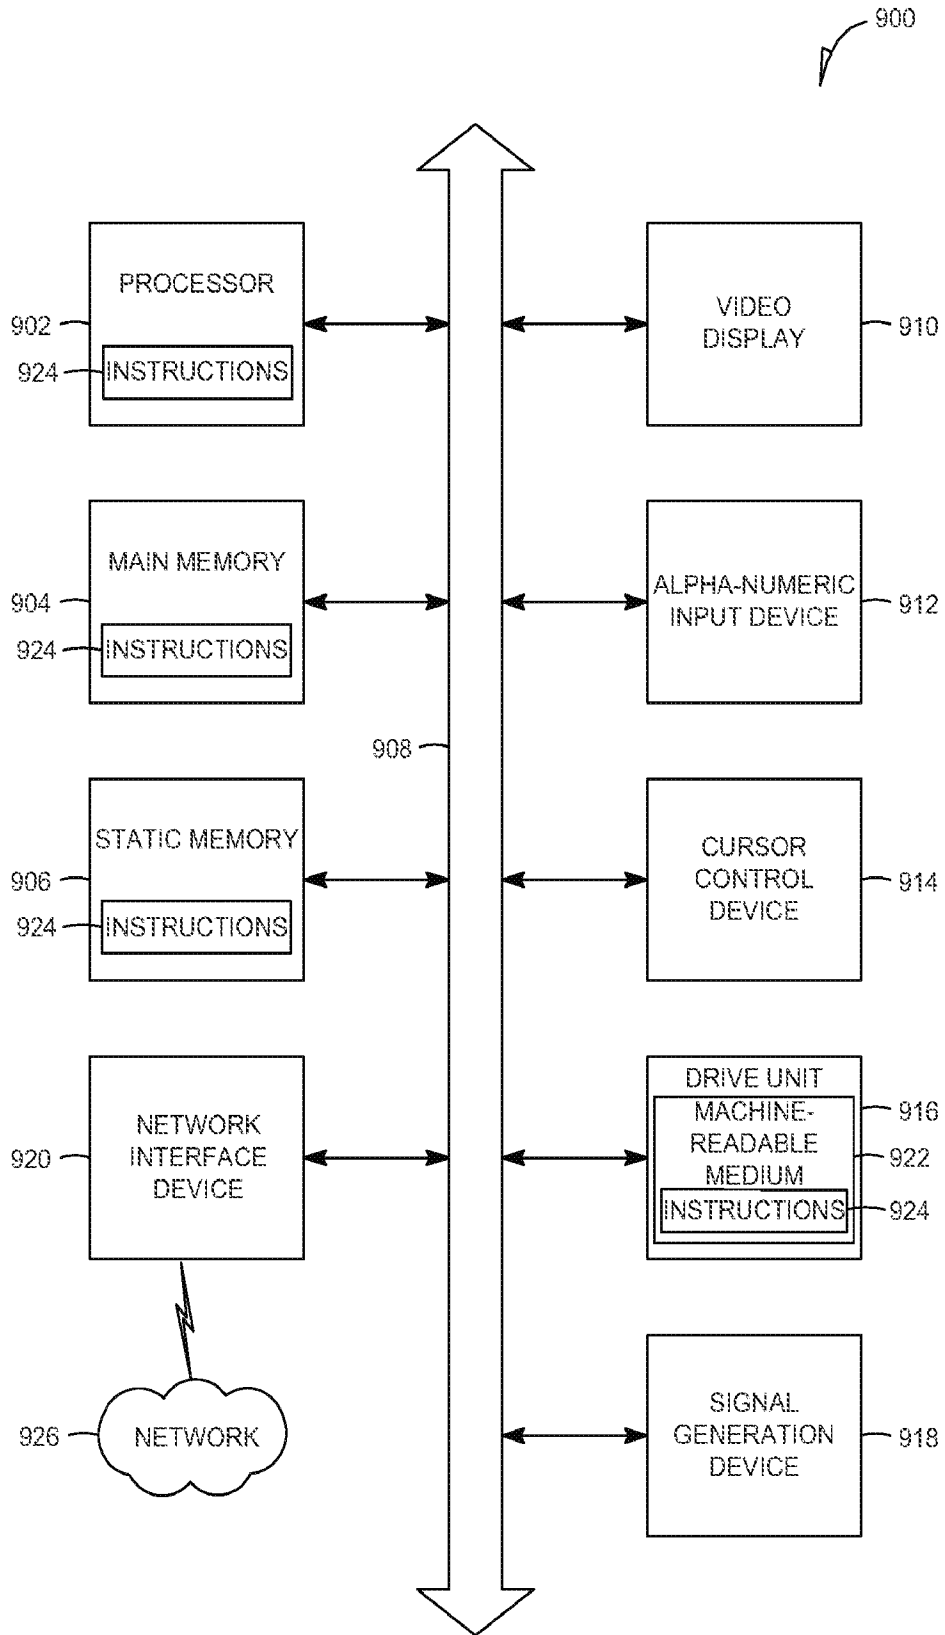 900
PROCESSOR
902
924
INSTRUCTIONS
VIDEO
DISPLAY
910
MAIN MEMORY
904
924
INSTRUCTIONS
ALPHA-NUMERIC
INPUT DEVICE
912
908
STATIC MEMORY
906
924
INSTRUCTIONS
CURSOR
CONTROL
DEVICE
914
NETWORK
INTERFACE
DEVICE
920
DRIVE UNIT
916
MACHINE-
READABLE
MEDIUM
922
INSTRUCTIONS
924
926
NETWORK
SIGNAL
GENERATION
DEVICE
918